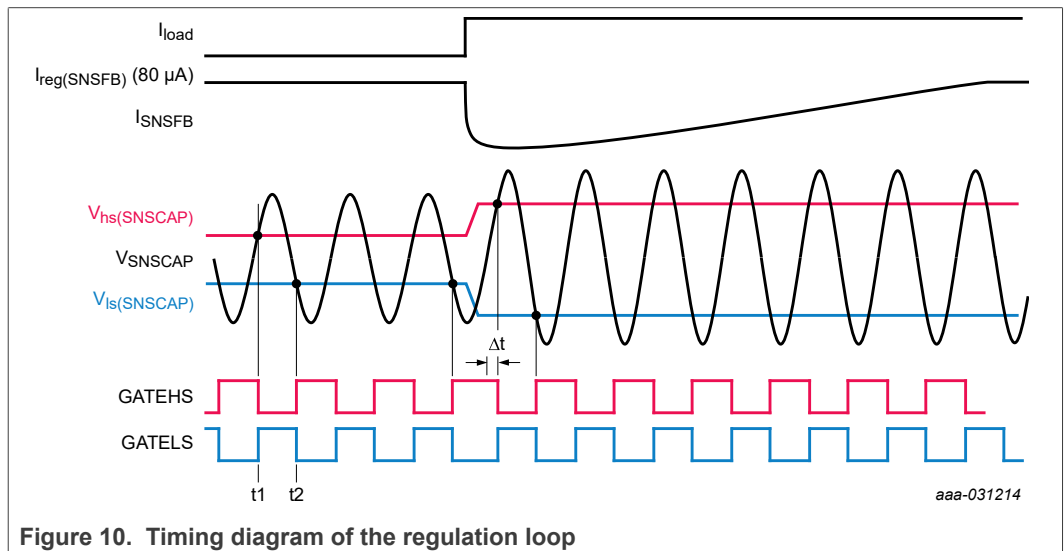 Iload
Ireg(SNSFB) (80 µA)
ISNSFB
Vhs(SNSCAP)
VSNSCAP
Vls(SNSCAP)
Δt
GATEHS
GATELS
t1 t2
aaa-031214
Figure 10. Timing diagram of the regulation loop